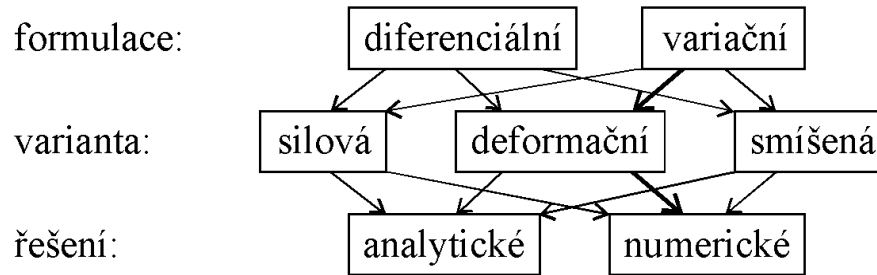 formulace: diferenciální variační
varianta: silová deformační smíšená
řešení: analytické numerické